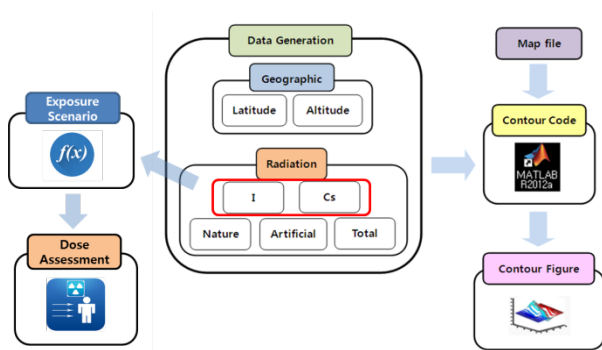 Data Generation
Geographic
Latitude
Altitude
Radiation
I
Cs
Nature
Artificial
Total
Exposure
Scenario
f(x)
Dose
Assessment
Map file
Contour Code
MATLAB
R2012a
Contour Figure